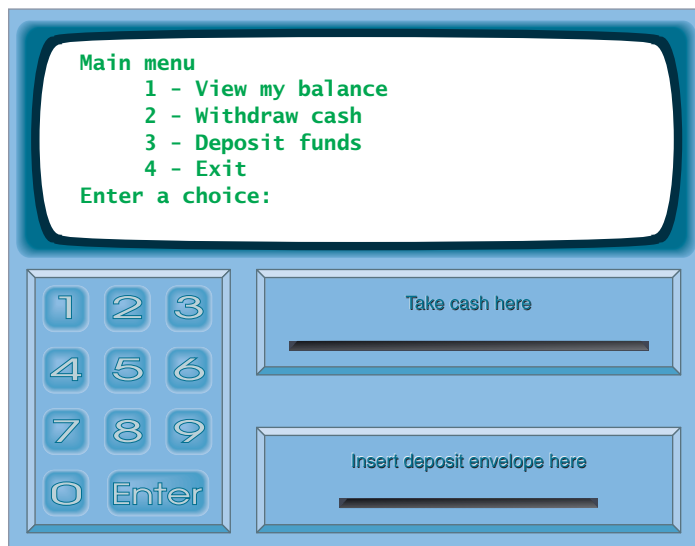 Main menu
1 - View my balance
2 - Withdraw cash
3 - Deposit funds
4 - Exit
Enter a choice:
1 2 3
Take cash here
4 5 6
7 8 9
Insert deposit envelope here
0 Enter